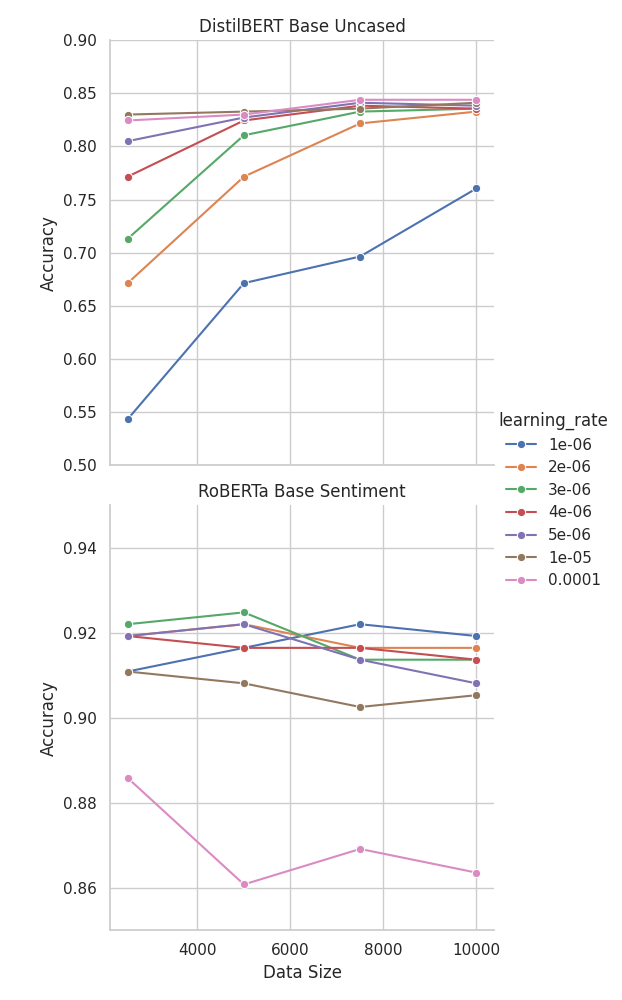 DistilBERT Base Uncased
0.90
0.85
0.80
0.75
0.70
0.65
0.60
0.55
0.50
Accuracy
learning_rate
1e-06
2e-06
3e-06
4e-06
5e-06
1e-05
0.0001
RoBERTa Base Sentiment
0.94
0.92
0.90
0.88
0.86
Accuracy
4000 6000 8000 10000
Data Size